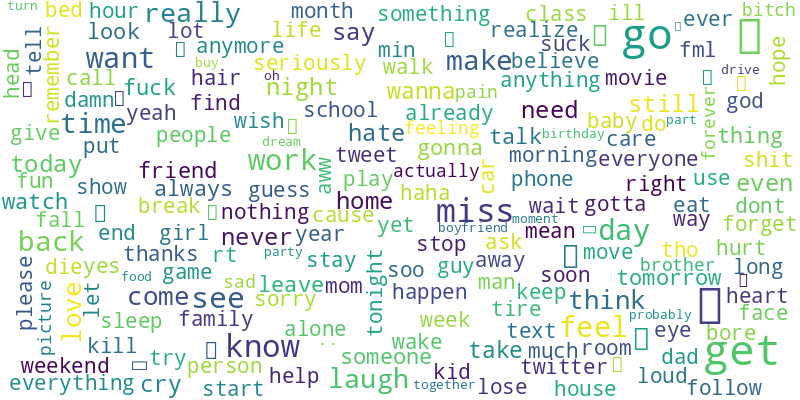 turn bed hour really month something class ill ever bitch
tell look lot life say realize go
head remember want anymore seriously min make believe suck fml hope
call hair buy oh night walk anything movie drive
damn fuck find school wanna pain already need still god
give time yeah wish hate feeling talk birthday baby do part forever thing
put people dream tweet gonna morning care
today friend work aww play actually car phone everyone right use shit even
fun show always guess haha
watch break nothing cause home miss wait gotta eat dont
fall end girl never year yet boyfriend moment mean day way forget
back thanks rt party stay stop ask away move tho hurt
please die yes game food sad leave mom tonight soo guy man soon brother tomorrow long
picture love let come see sorry happen keep think heart
sleep family alone week tire text feel probably eye bore face
kill know .. wake take much room dad get
weekend try person someone kid twitter loud
everything cry start help laugh together lose house follow